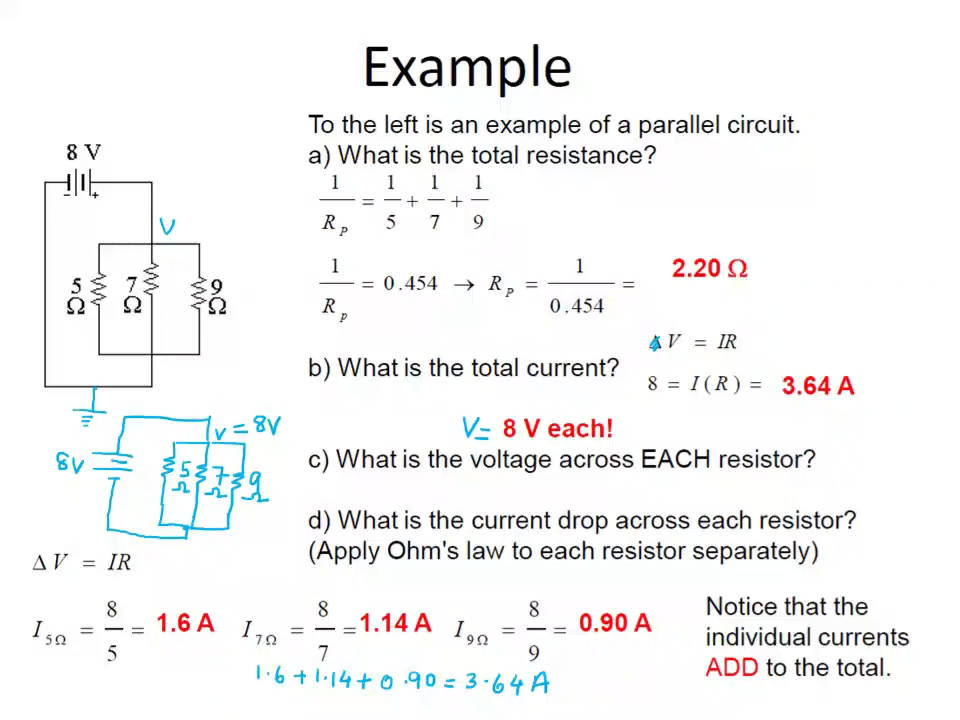 Example
To the left is an example of a parallel circuit.
a) What is the total resistance?
8 V
- +
1/R_P = 1/5 + 1/7 + 1/9
V
5 Ω 7 Ω 9 Ω
1/R_p = 0.454 → R_P = 1/0.454 = 2.20 Ω
Δ V = IR
b) What is the total current?
8 = I(R) = 3.64 A
V = 8V
V= 8 V each!
8V
5 Ω 7 Ω 9 Ω
c) What is the voltage across EACH resistor?
d) What is the current drop across each resistor?
(Apply Ohm's law to each resistor separately)
Δ V = IR
I_5Ω = 8/5 = 1.6 A I_7Ω = 8/7 = 1.14 A I_9Ω = 8/9 = 0.90 A
1.6 + 1.14 + 0.90 = 3.64 A
Notice that the
individual currents
ADD to the total.